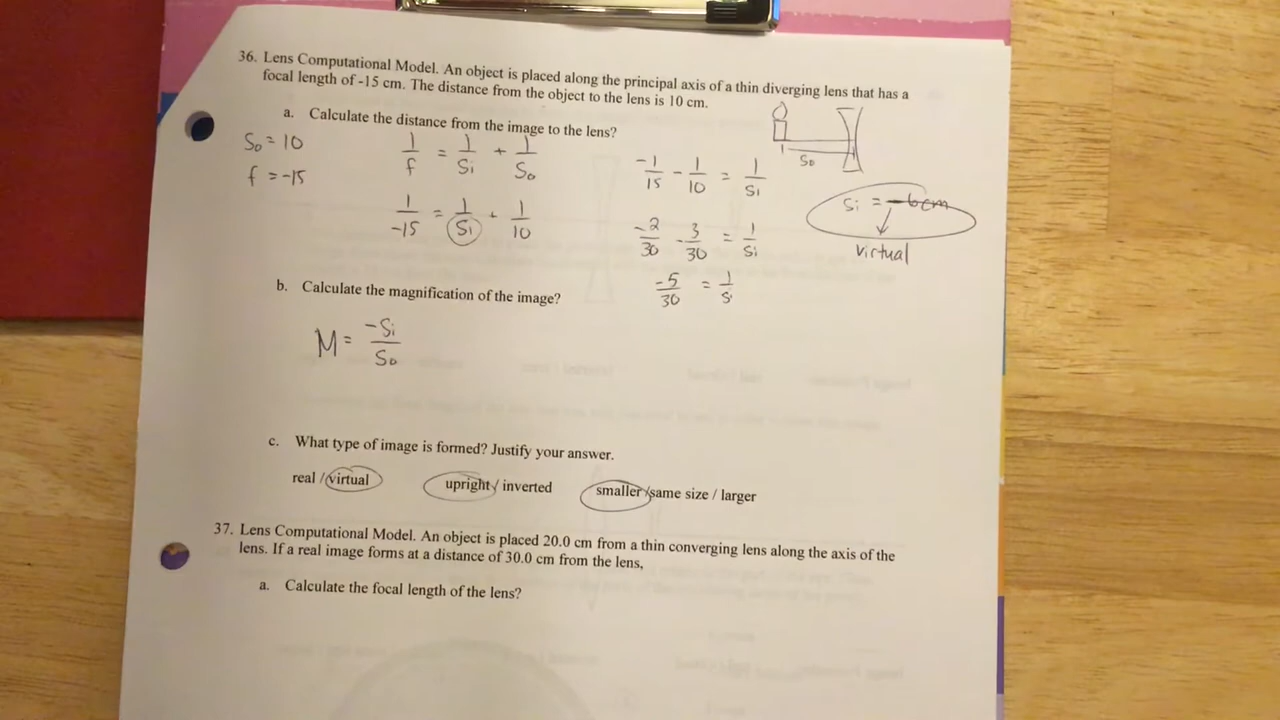 36. Lens Computational Model. An object is placed along the principal axis of a thin diverging lens that has a
focal length of -15 cm. The distance from the object to the lens is 10 cm.
a. Calculate the distance from the image to the lens?
So = 10
f = -15
1/f = 1/Si + 1/So
1/-15 = 1/Si + 1/10
-1/15 - 1/10 = 1/Si
-2/30 - 3/30 = 1/Si
-5/30 = 1/Si
So
Si = -6cm
virtual
b. Calculate the magnification of the image?
M = -Si/So
c. What type of image is formed? Justify your answer.
real / virtual upright / inverted smaller / same size / larger
37. Lens Computational Model. An object is placed 20.0 cm from a thin converging lens along the axis of the
lens. If a real image forms at a distance of 30.0 cm from the lens,
a. Calculate the focal length of the lens?